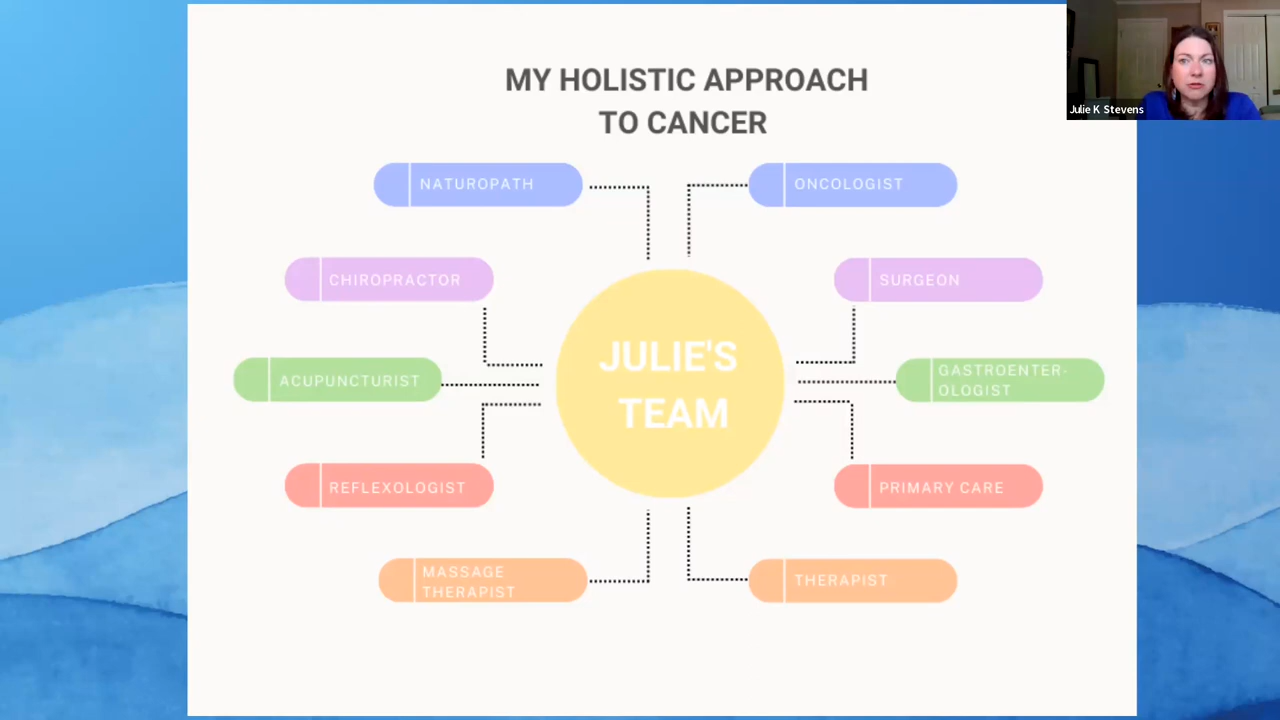 MY HOLISTIC APPROACH
TO CANCER
Julie K Stevens
NATUROPATH
ONCOLOGIST
CHIROPRACTOR
SURGEON
JULIE'S
TEAM
ACUPUNCTURIST
GASTROENTER-
OLOGIST
REFLEXOLOGIST
PRIMARY CARE
MASSAGE
THERAPIST
THERAPIST